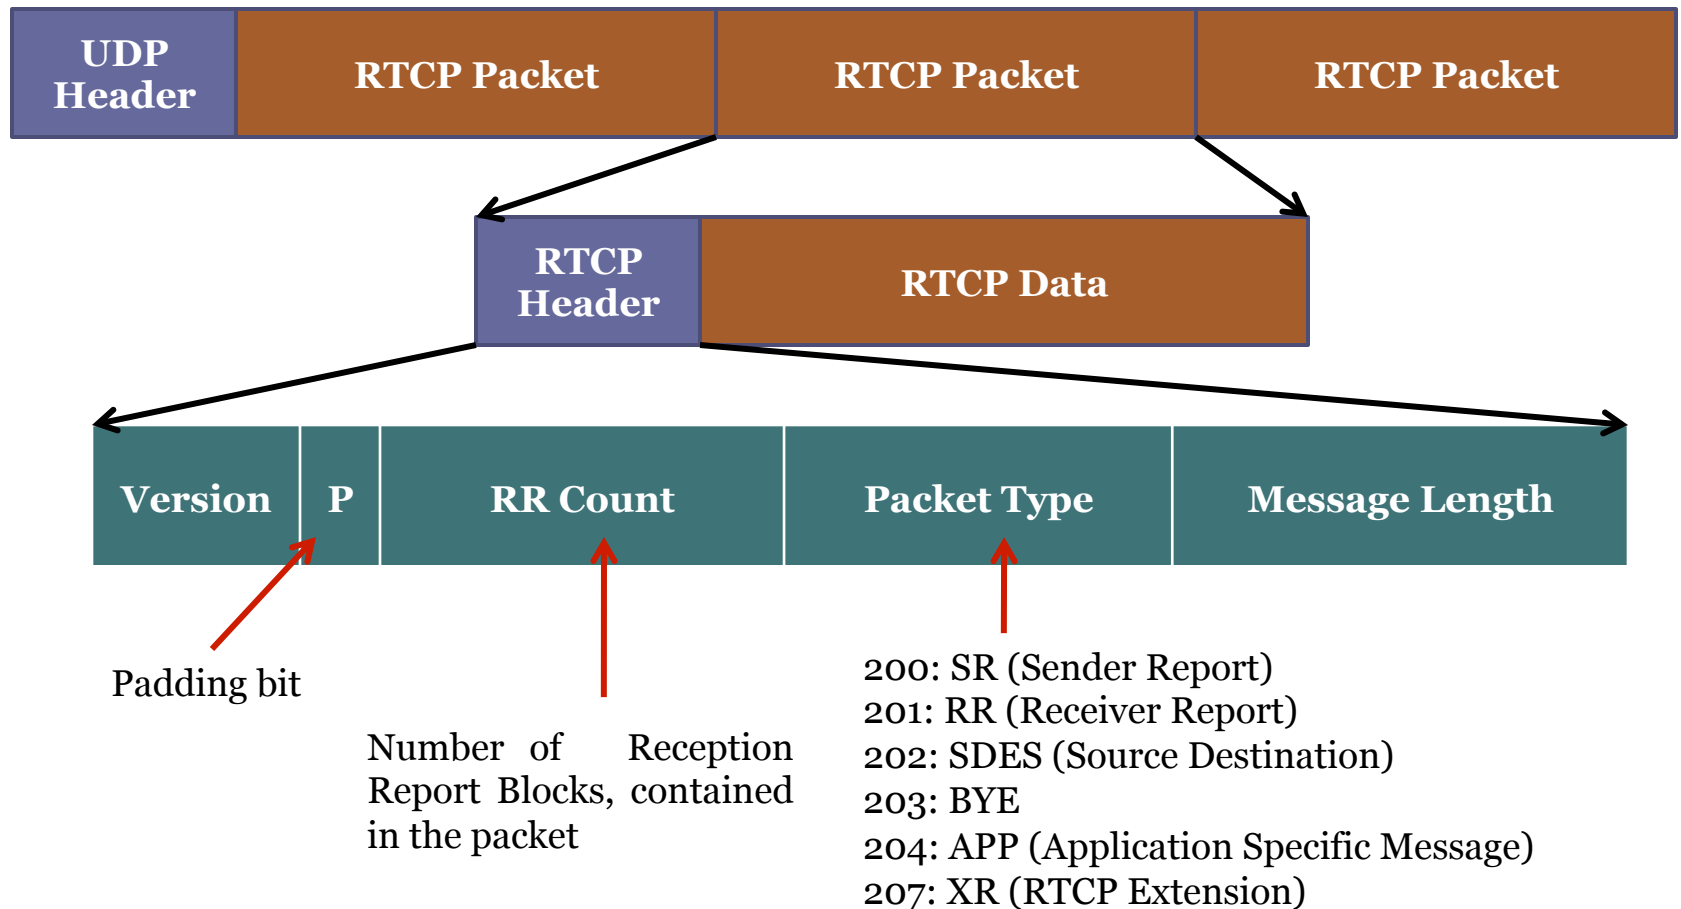 UDP
Header
RTCP Packet
RTCP Packet
RTCP Packet
RTCP
Header
RTCP Data
Version
P
RR Count
Packet Type
Message Length
Padding bit
Number of Reception
Report Blocks, contained
in the packet
200: SR (Sender Report)
201: RR (Receiver Report)
202: SDES (Source Destination)
203: BYE
204: APP (Application Specific Message)
207: XR (RTCP Extension)